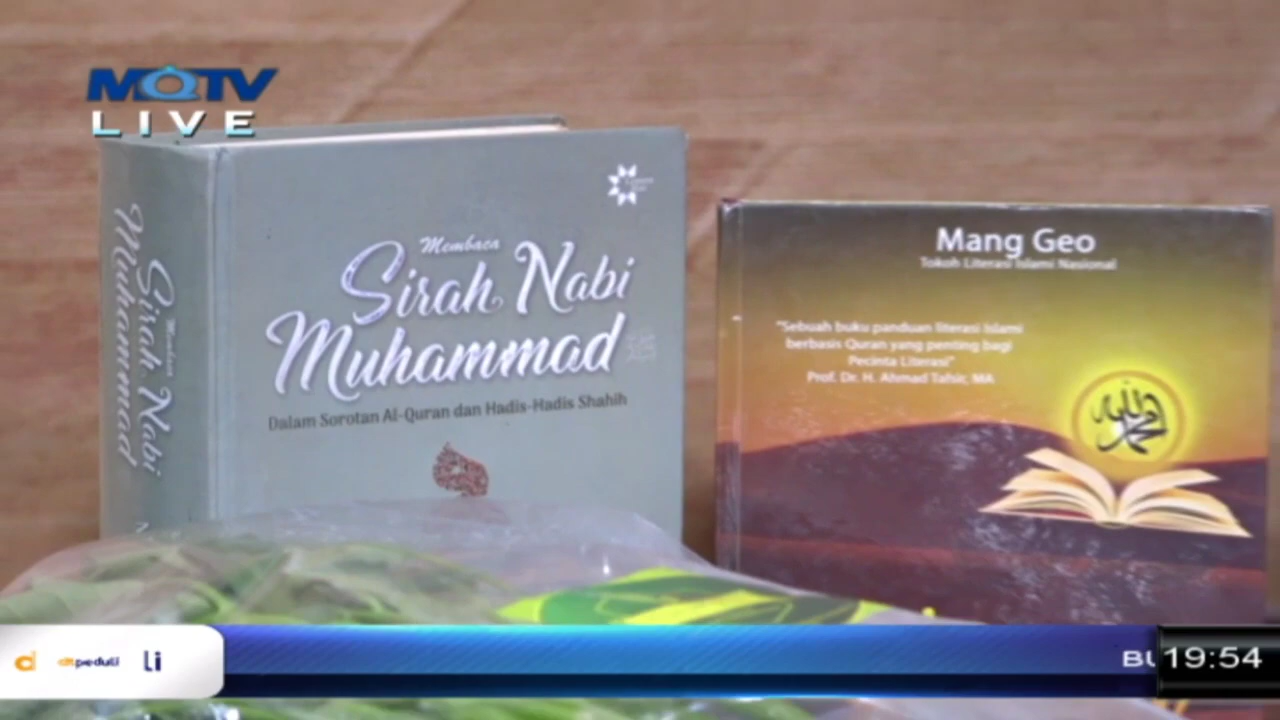 MQTV
LIVE
Membaca
Sirah Nabi
Muhammad
Dalam Sorotan Al-Quran dan Hadis-Hadis Shahih
Membaca
Sirah Nabi
Muhammad
Mang Geo
Tokoh Literasi Islami Nasional
"Sebuah buku panduan literasi Islami
berbasis Quran yang penting bagi
Pecinta Literasi"
Prof. Dr. H. Ahmad Tafsir, MA
dtpeduli
19:54